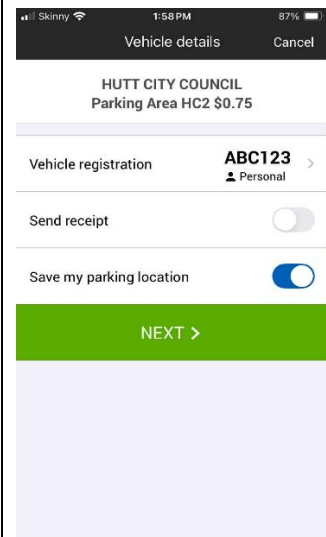 Skinny 1:58 PM 87%
Vehicle details Cancel
HUTT CITY COUNCIL
Parking Area HC2 $0.75
Vehicle registration ABC123
Personal
Send receipt
Save my parking location
NEXT >